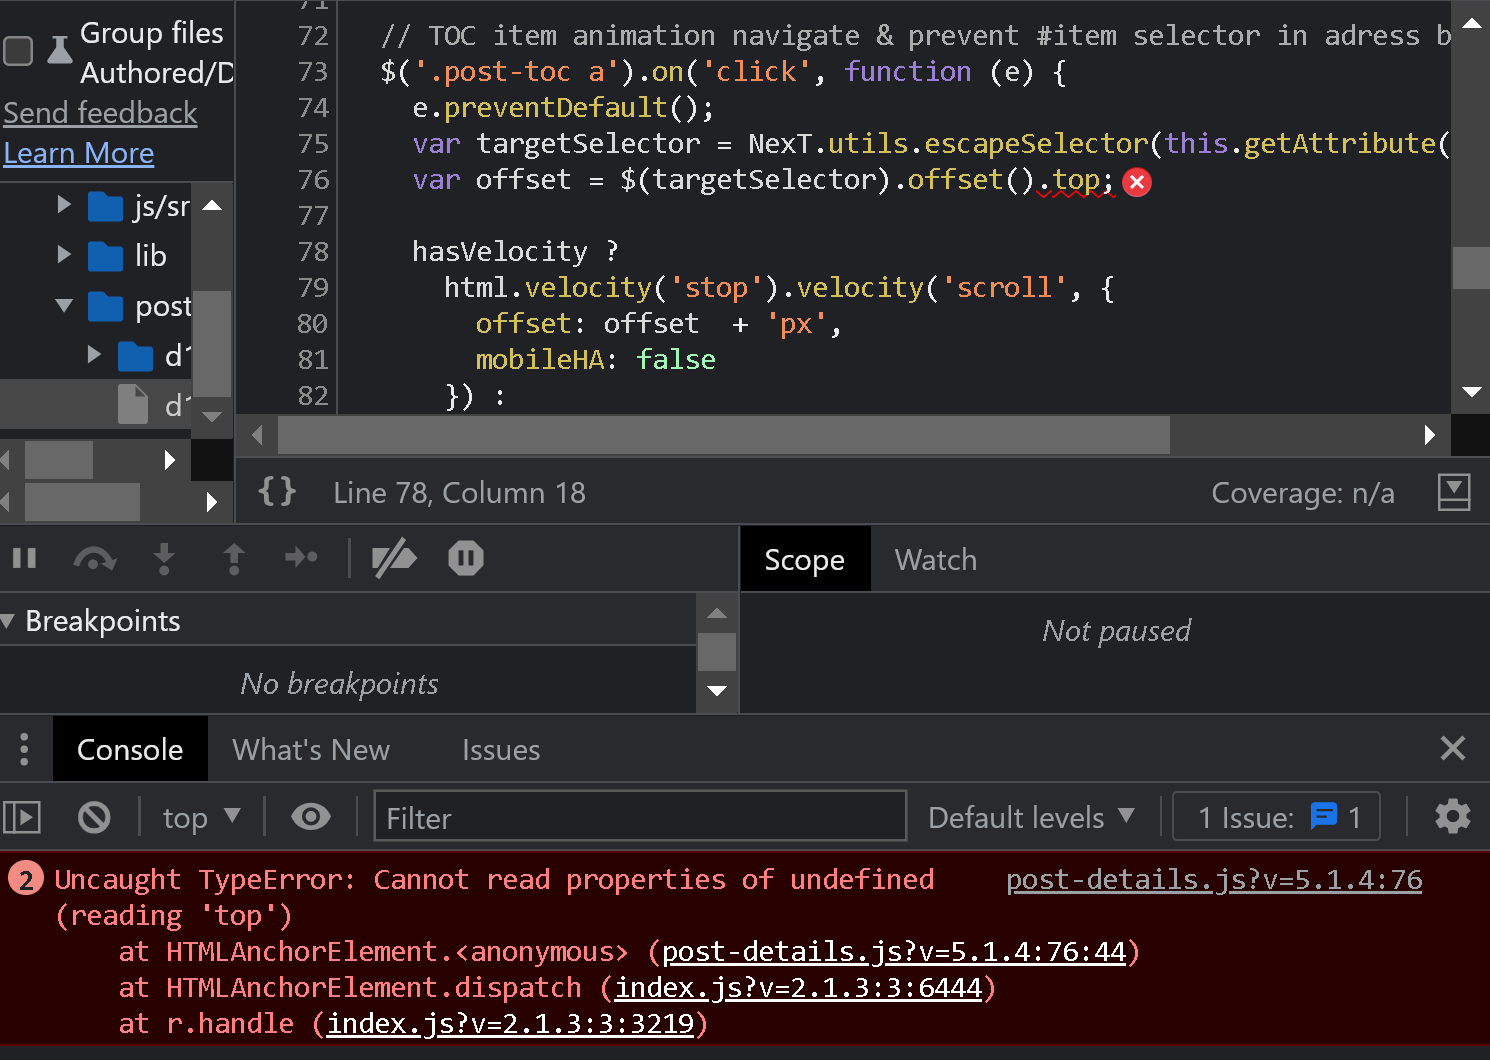 Group files
Authored/D
Send feedback
Learn More
js/sr
lib
post
d1
d1
71
72 // TOC item animation navigate & prevent #item selector in adress b
73 $('.post-toc a').on('click', function (e) {
74 e.preventDefault();
75 var targetSelector = NexT.utils.escapeSelector(this.getAttribute(
76 var offset = $(targetSelector).offset().top;
77
78 hasVelocity ?
79 html.velocity('stop').velocity('scroll', {
80 offset: offset  + 'px',
81 mobileHA: false
82 }) :
{} Line 78, Column 18 Coverage: n/a
Scope Watch
Breakpoints
Not paused
No breakpoints
Console What's New Issues
top Filter Default levels 1 Issue: 1
2 Uncaught TypeError: Cannot read properties of undefined post-details.js?v=5.1.4:76
(reading 'top')
at HTMLAnchorElement.<anonymous> (post-details.js?v=5.1.4:76:44)
at HTMLAnchorElement.dispatch (index.js?v=2.1.3:3:6444)
at r.handle (index.js?v=2.1.3:3:3219)